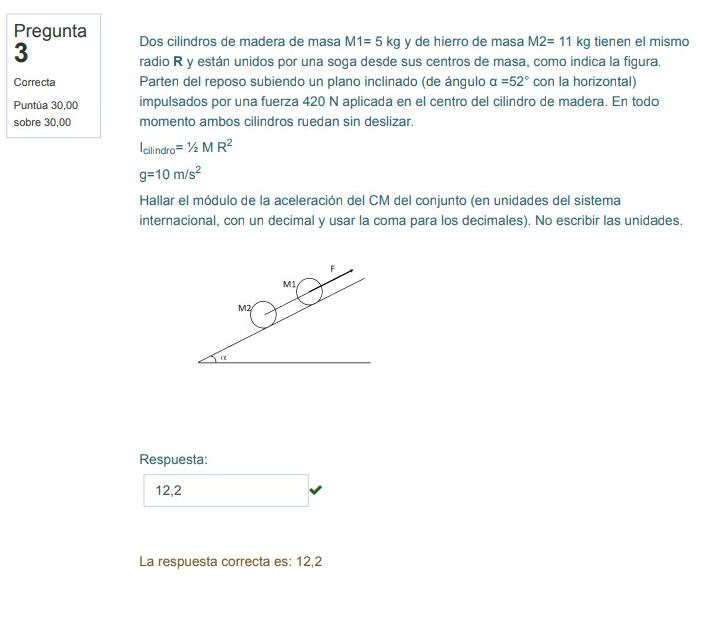 Pregunta
3
Correcta
Puntúa 30,00
sobre 30,00
Dos cilindros de madera de masa M1= 5 kg y de hierro de masa M2= 11 kg tienen el mismo
radio R y están unidos por una soga desde sus centros de masa, como indica la figura.
Parten del reposo subiendo un plano inclinado (de ángulo α =52° con la horizontal)
impulsados por una fuerza 420 N aplicada en el centro del cilindro de madera. En todo
momento ambos cilindros ruedan sin deslizar.
Icilindro= ½ M R²
g=10 m/s²
Hallar el módulo de la aceleración del CM del conjunto (en unidades del sistema
internacional, con un decimal y usar la coma para los decimales). No escribir las unidades.
F
M1
M2
α
Respuesta:
12,2
La respuesta correcta es: 12,2